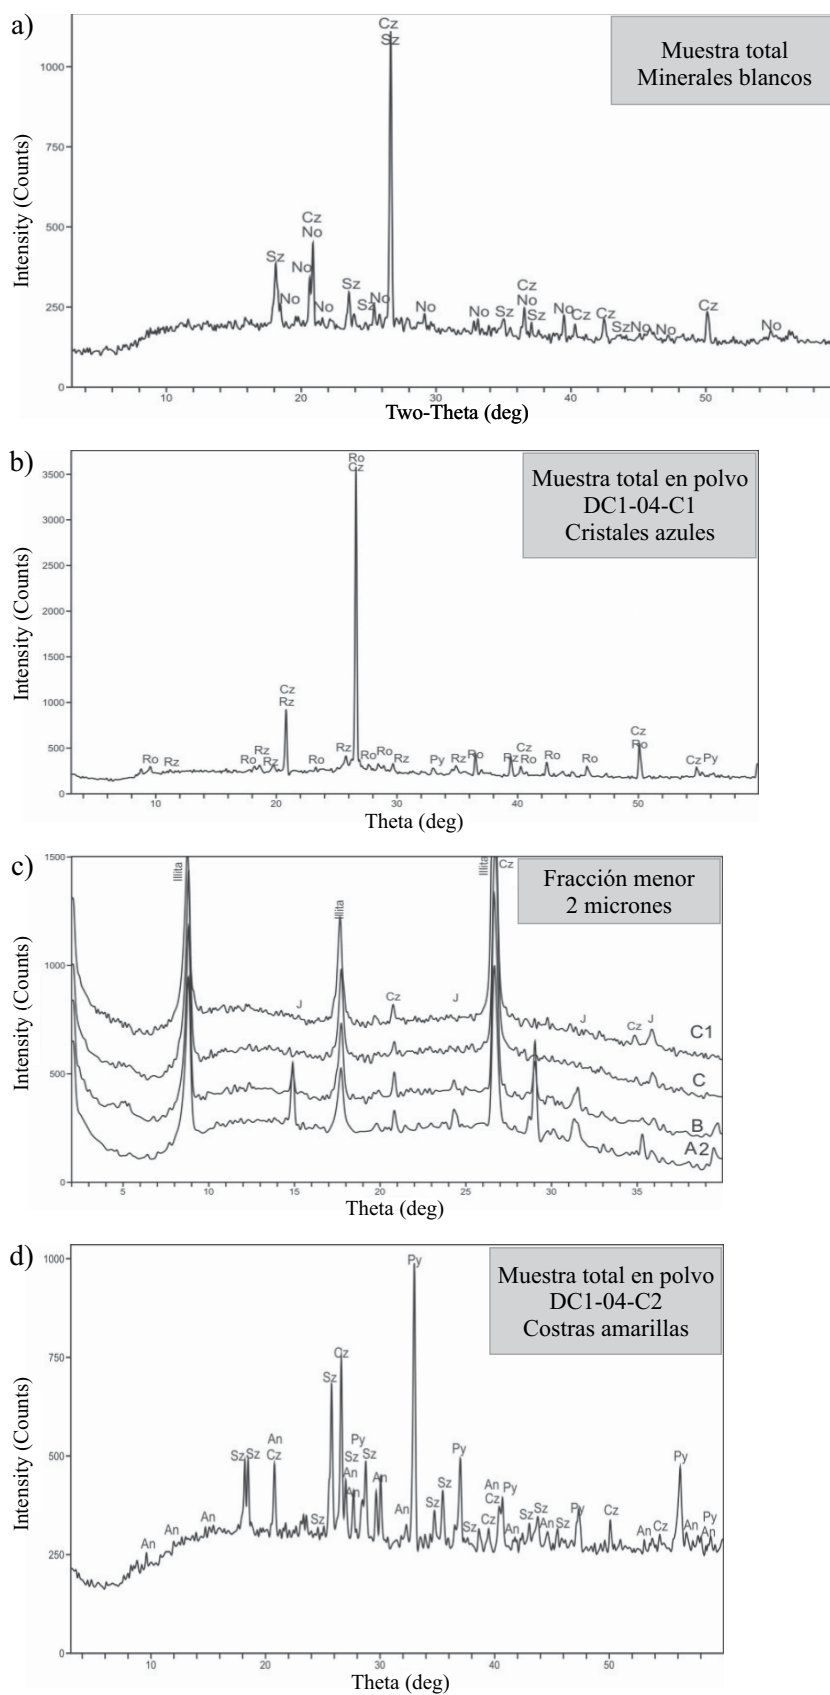 a)
Muestra total
Minerales blancos
Intensity (Counts)
1000
750
500
250
0
Cz
Sz
Cz
No
No
Sz
No
No
Sz
Sz
No
No
No
Sz
Cz
No
Sz
No
Cz
Cz
Sz
No
No
Cz
No
10
20
30
40
50
Two-Theta (deg)
b)
Muestra total en polvo
DC1-04-C1
Cristales azules
Intensity (Counts)
3500
3000
2500
2000
1500
1000
500
0
Ro
Cz
Cz
Rz
Ro
Rz
Ro
Rz
Rz
Ro
Rz
Ro
Ro
Rz
Py
Rz
Ro
Rz
Cz
Ro
Ro
Ro
Cz
Ro
Cz
Py
10
20
30
40
50
Theta (deg)
c)
Fracción menor
2 micrones
Intensity (Counts)
1500
1000
500
0
Illita
Illita
Illita
Cz
J
Cz
J
J
Cz
J
C1
C
B
A2
5
10
15
20
25
30
35
Theta (deg)
d)
Muestra total en polvo
DC1-04-C2
Costras amarillas
Intensity (Counts)
1000
750
500
250
0
An
An
An
Sz
Sz
An
Cz
Sz
Sz
Cz
Py
Sz
An
An
Sz
An
An
Py
Sz
Sz
Py
Sz
Cz
An
Cz
Py
An
Sz
Sz
An
Sz
Py
Cz
An
Cz
Py
An
Py
An
10
20
30
40
50
Theta (deg)